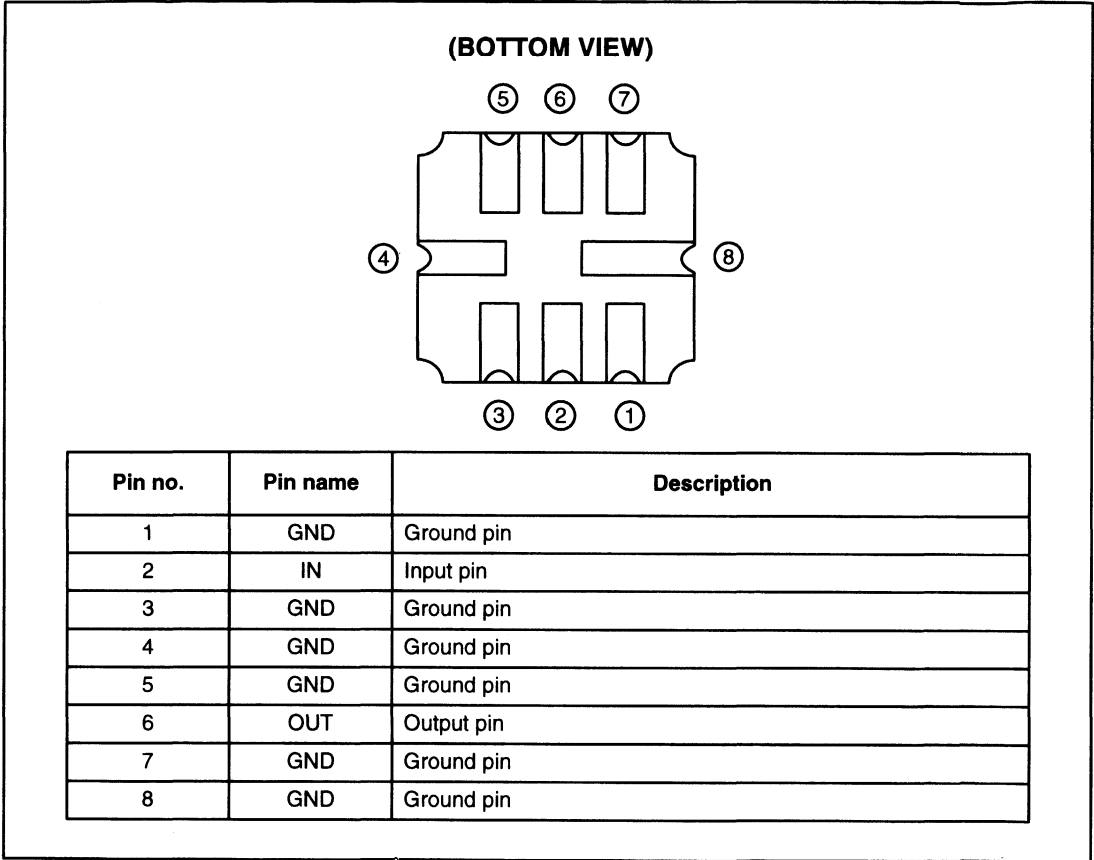 (BOTTOM VIEW)
5 6 7
4 8
3 2 1
Pin no. Pin name Description
1 GND Ground pin
2 IN Input pin
3 GND Ground pin
4 GND Ground pin
5 GND Ground pin
6 OUT Output pin
7 GND Ground pin
8 GND Ground pin